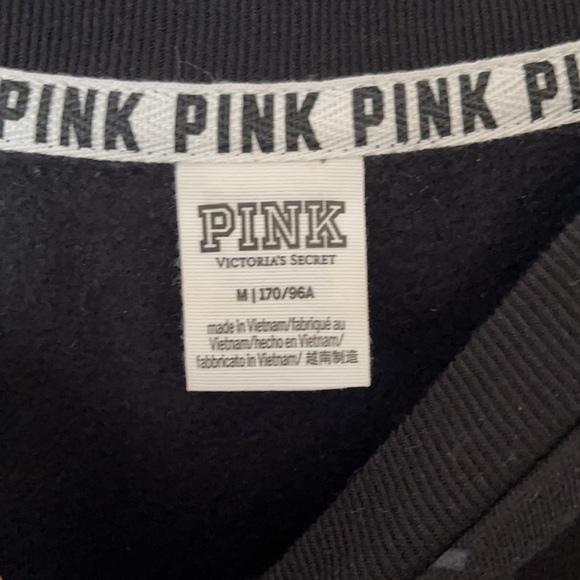 PINK PINK PINK PI
PINK
VICTORIA'S SECRET
M | 170/96A
made in Vietnam/fabriqué au
Vietnam/hecho en Vietnam/
fabbricato in Vietnam/ 越南制造